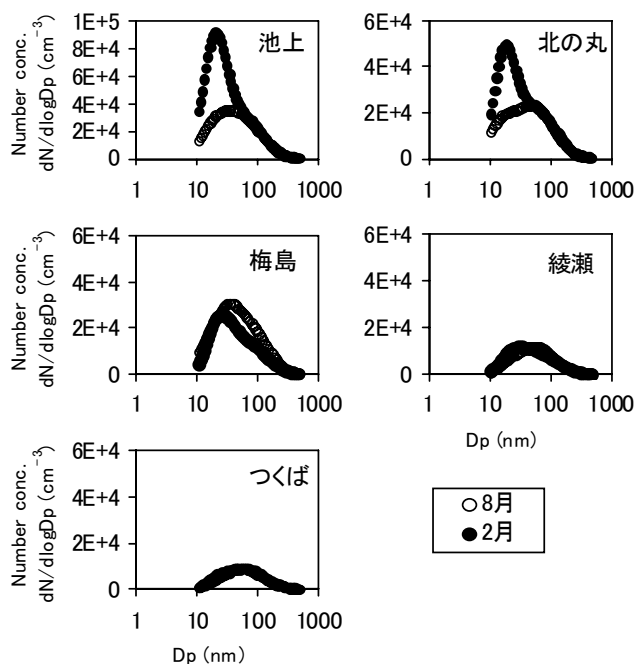 Number conc.
dN/dlogDp (cm⁻³)
1E+5
8E+4
6E+4
4E+4
2E+4
0
池上
1 10 100 1000
6E+4
4E+4
2E+4
0
北の丸
1 10 100 1000
Number conc.
dN/dlogDp (cm⁻³)
6E+4
4E+4
2E+4
0
梅島
1 10 100 1000
6E+4
4E+4
2E+4
0
綾瀬
1 10 100 1000
Dp (nm)
Number conc.
dN/dlogDp (cm⁻³)
6E+4
4E+4
2E+4
0
つくば
1 10 100 1000
Dp (nm)
○8月
●2月